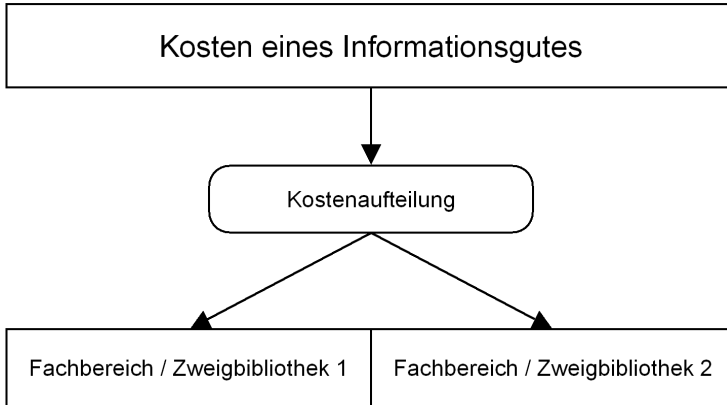 Kosten eines Informationsgutes
Kostenaufteilung
Fachbereich / Zweigbibliothek 1
Fachbereich / Zweigbibliothek 2